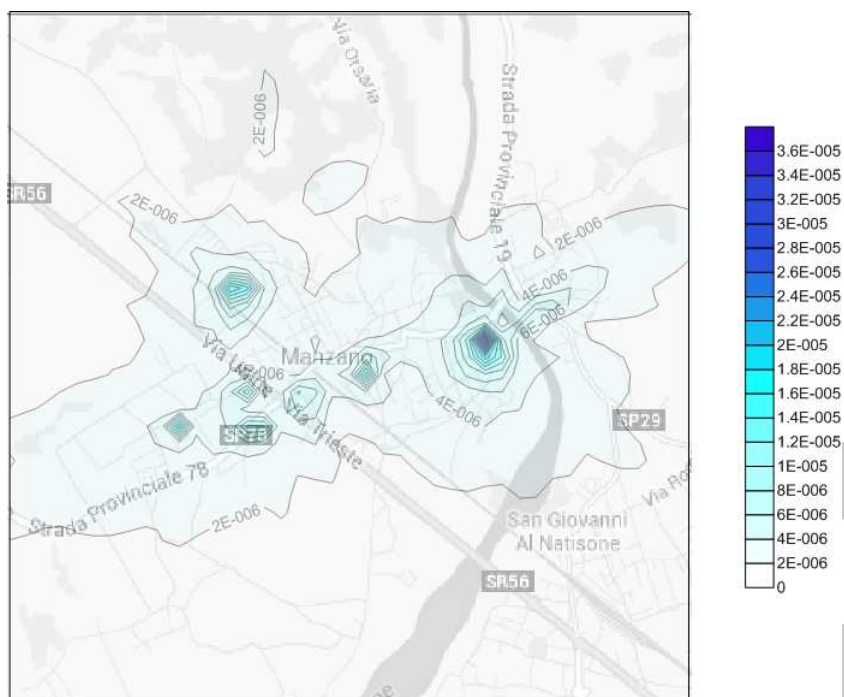 Via Orsaria
Strada Provinciale 19
2E-006
SR56
2E-006
2E-006
4E-006
6E-006
Via Udine
Manzano
4E-006
Via Trieste
SP78
SP29
Strada Provinciale 78
2E-006
San Giovanni
Al Natisone
SR56
3.6E-005
3.4E-005
3.2E-005
3E-005
2.8E-005
2.6E-005
2.4E-005
2.2E-005
2E-005
1.8E-005
1.6E-005
1.4E-005
1.2E-005
1E-005
8E-006
6E-006
4E-006
2E-006
0